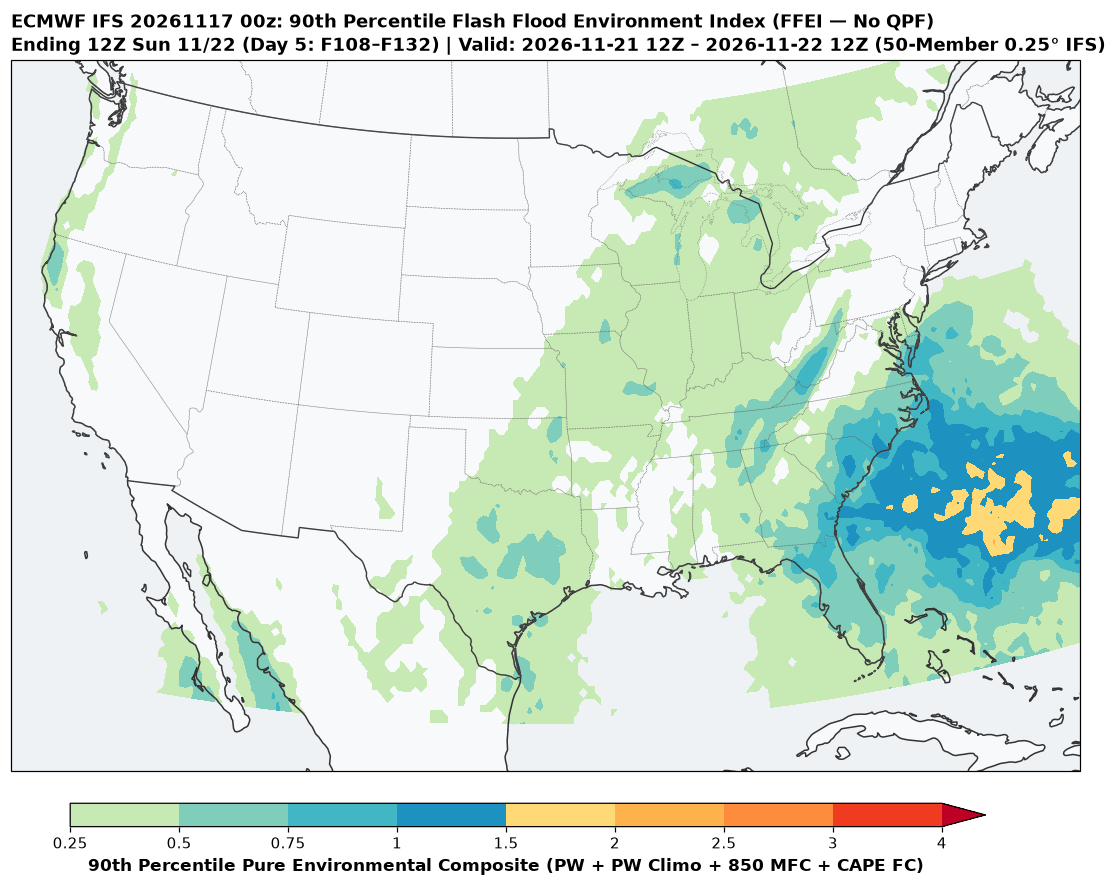 ECMWF IFS 20261117 00z: 90th Percentile Flash Flood Environment Index (FFEI — No QPF)
Ending 12Z Sun 11/22 (Day 5: F108–F132) | Valid: 2026-11-21 12Z – 2026-11-22 12Z (50-Member 0.25° IFS)
0.25 0.5 0.75 1 1.5 2 2.5 3 4
90th Percentile Pure Environmental Composite (PW + PW Climo + 850 MFC + CAPE FC)